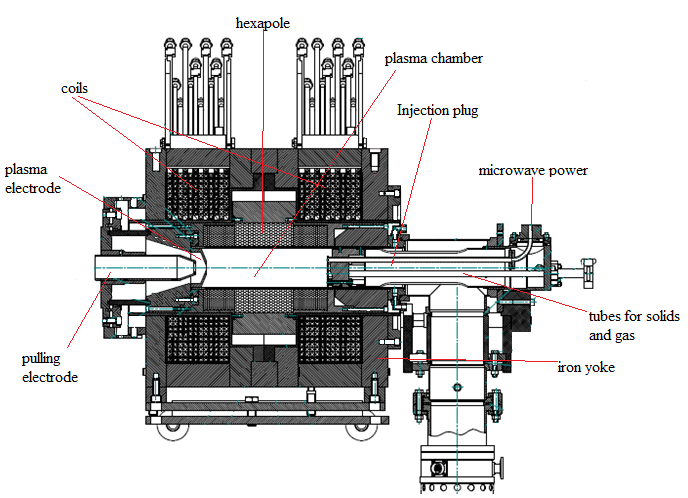 hexapole
plasma chamber
coils
Injection plug
plasma
electrode
microwave power
tubes for solids
and gas
pulling
electrode
iron yoke